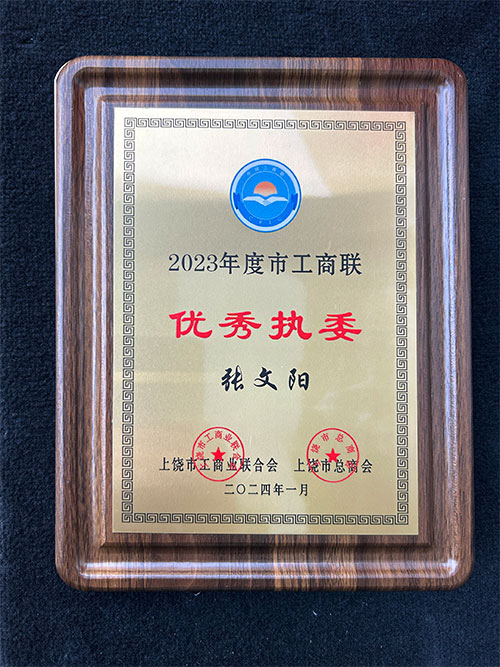 2023年度市工商联
优秀执委
张文阳
上饶市工商业联合会 上饶市总商会
二〇二四年一月